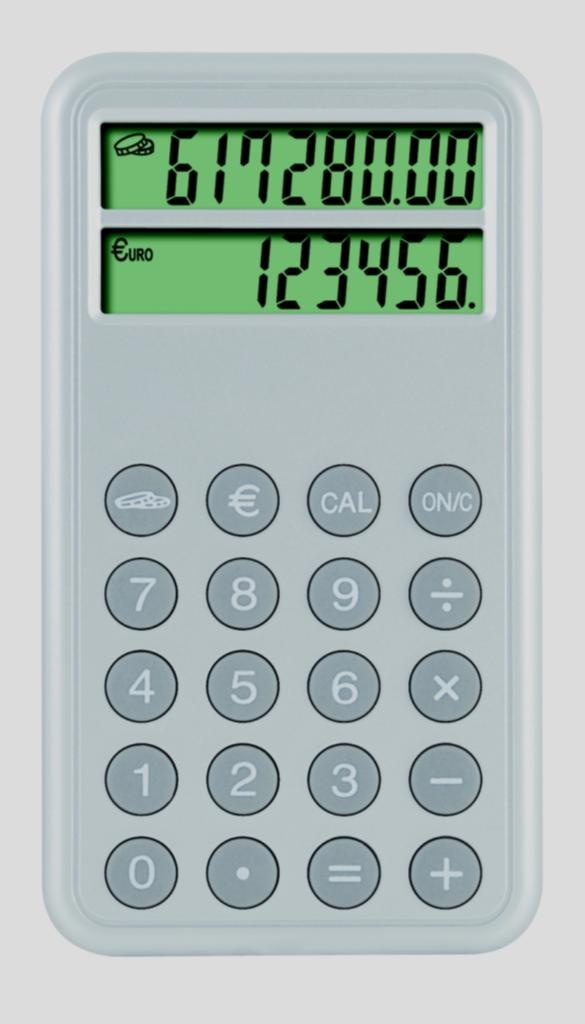 617280.00
€URO
123456.
€ CAL ON/C
7 8 9 ÷
4 5 6 ×
1 2 3 −
0 . = +